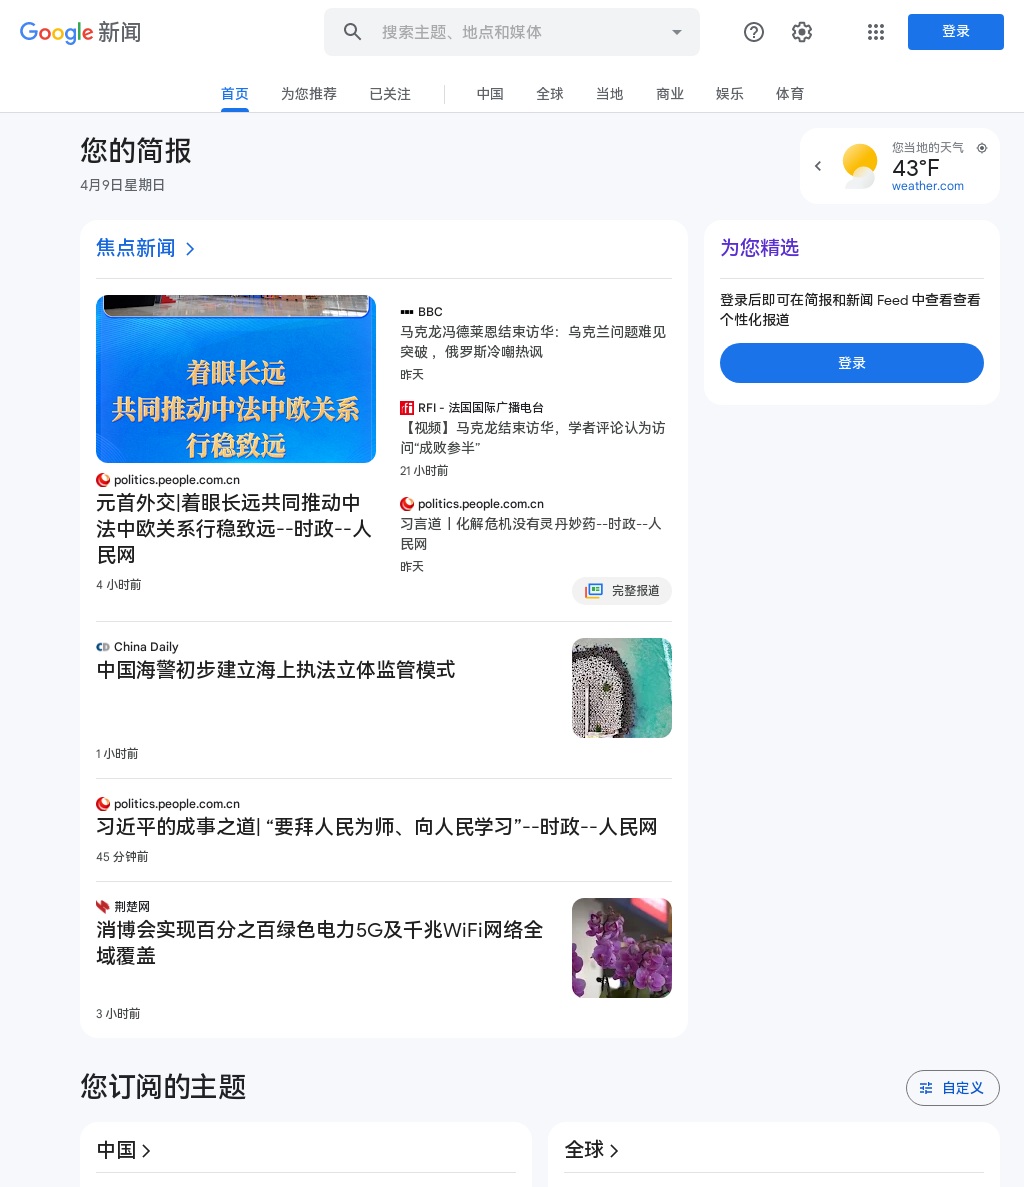 Google 新闻
搜索主题、地点和媒体
登录
首页
为您推荐
已关注
中国
全球
当地
商业
娱乐
体育
您的简报
4月9日星期日
您当地的天气
43°F
weather.com
焦点新闻
着眼长远
共同推动中法中欧关系
行稳致远
politics.people.com.cn
元首外交|着眼长远共同推动中
法中欧关系行稳致远--时政--人
民网
4 小时前
BBC
马克龙冯德莱恩结束访华：乌克兰问题难见
突破 ，俄罗斯冷嘲热讽
昨天
RFI - 法国国际广播电台
【视频】马克龙结束访华，学者评论认为访
问“成败参半”
21 小时前
politics.people.com.cn
习言道丨化解危机没有灵丹妙药--时政--人
民网
昨天
完整报道
China Daily
中国海警初步建立海上执法立体监管模式
1 小时前
politics.people.com.cn
习近平的成事之道| “要拜人民为师、向人民学习”--时政--人民网
45 分钟前
荆楚网
消博会实现百分之百绿色电力5G及千兆WiFi网络全
域覆盖
3 小时前
为您精选
登录后即可在简报和新闻 Feed 中查看查看
个性化报道
登录
您订阅的主题
自定义
中国
全球